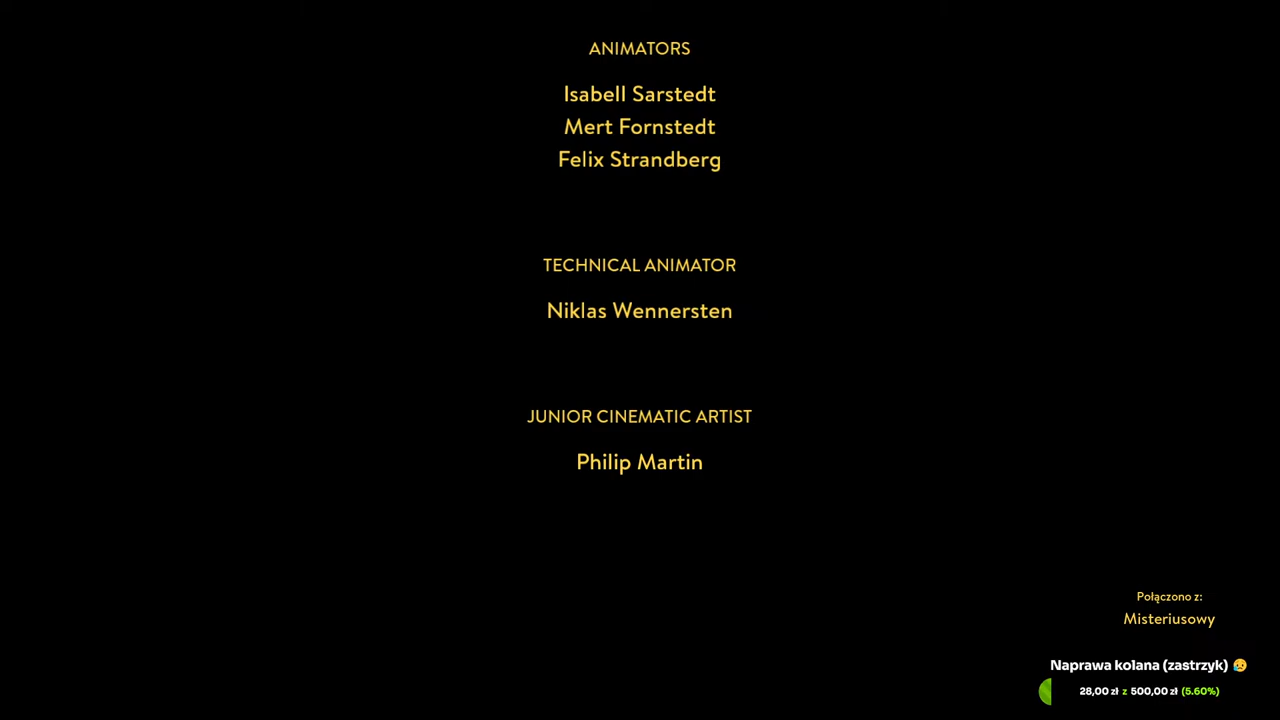 ANIMATORS
Isabell Sarstedt
Mert Fornstedt
Felix Strandberg
TECHNICAL ANIMATOR
Niklas Wennersten
JUNIOR CINEMATIC ARTIST
Philip Martin
Połączono z:
Misteriusowy
Naprawa kolana (zastrzyk) 😥
28,00 zł z 500,00 zł (5.60%)